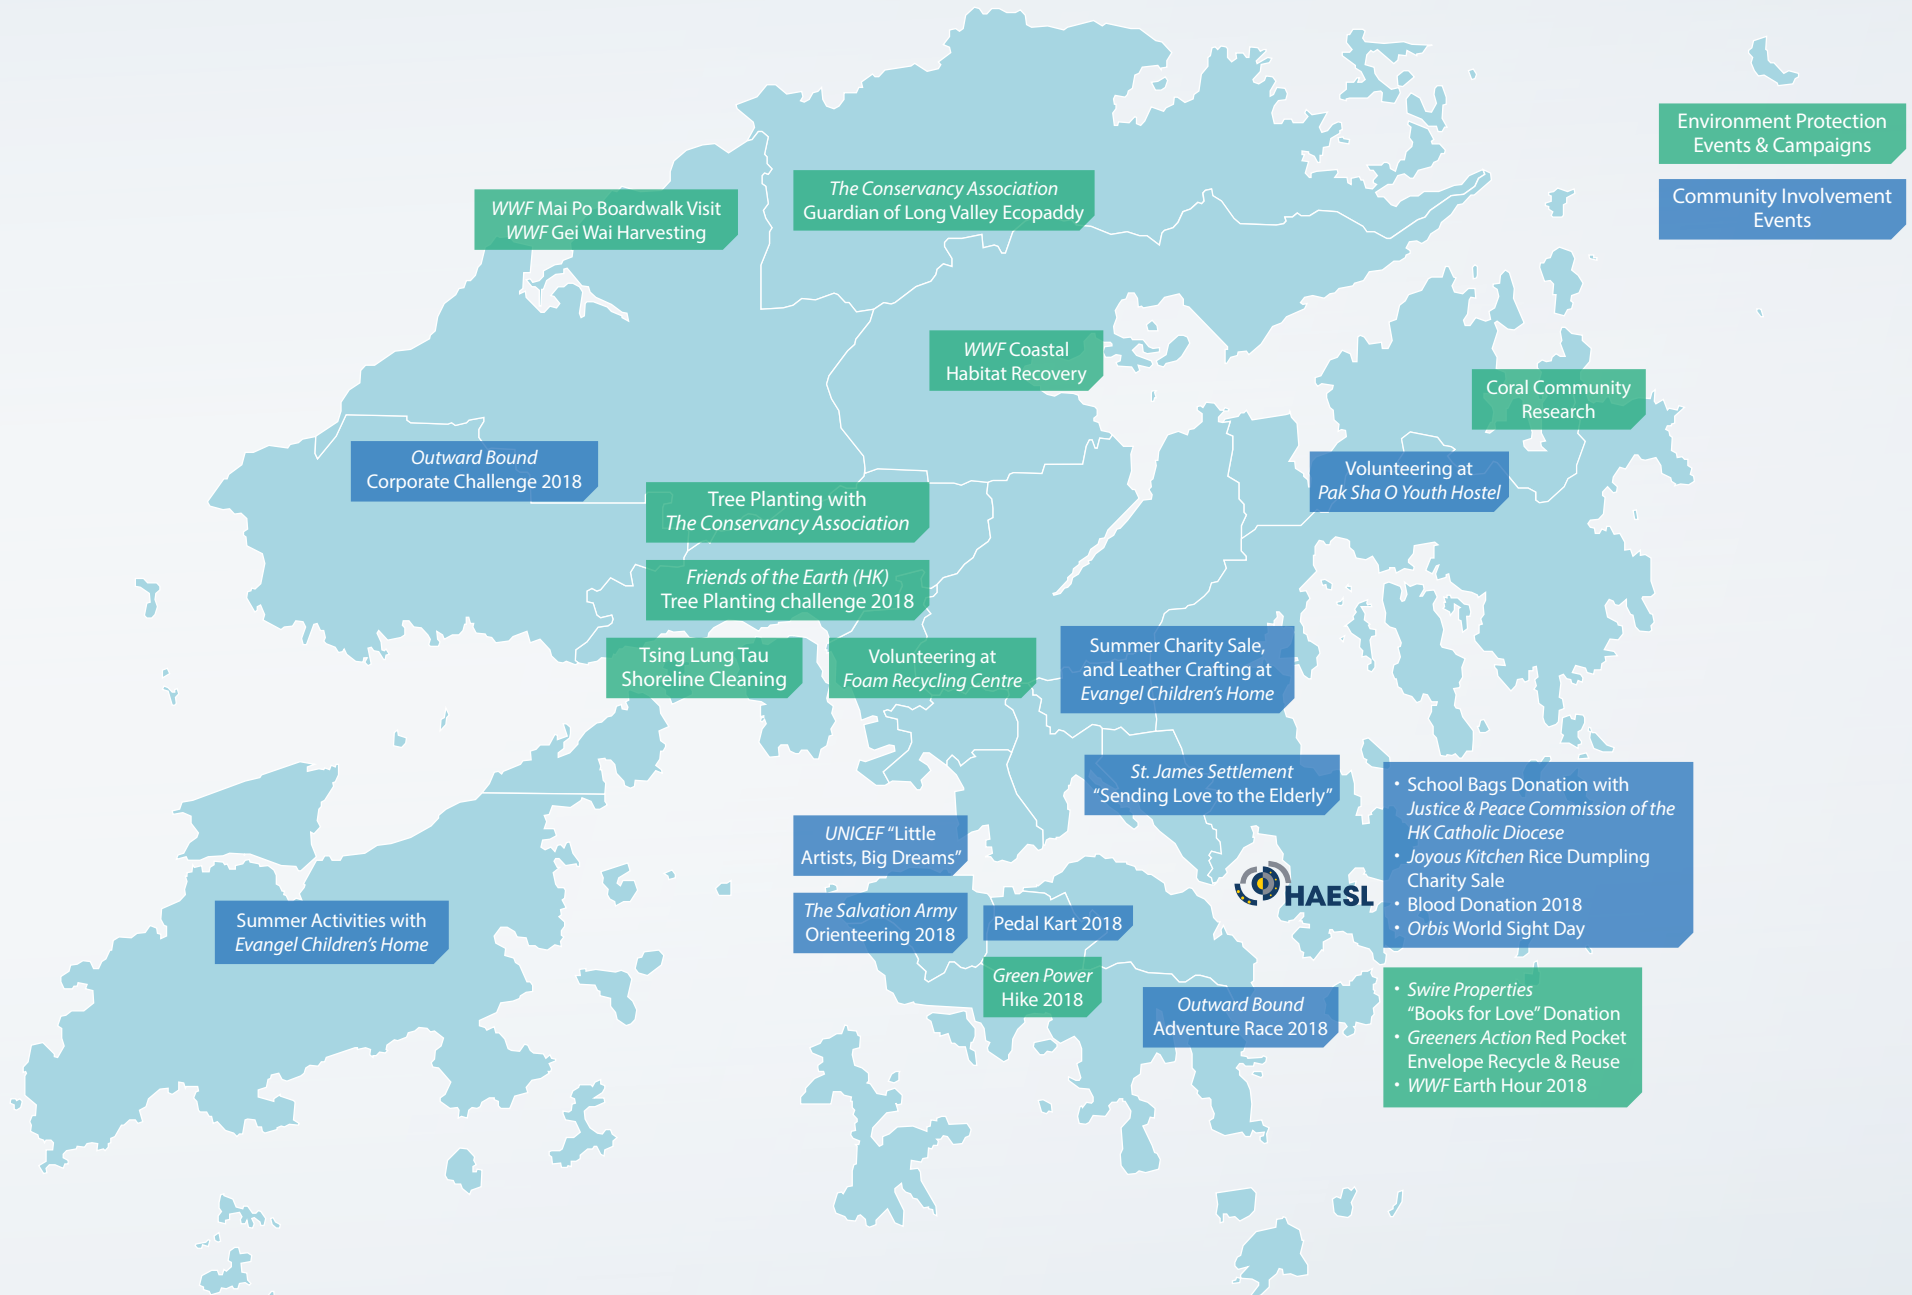 Environment Protection
Events & Campaigns
Community Involvement
Events
WWF Mai Po Boardwalk Visit
WWF Gei Wai Harvesting
The Conservancy Association
Guardian of Long Valley Ecopaddy
WWF Coastal
Habitat Recovery
Coral Community
Research
Outward Bound
Corporate Challenge 2018
Volunteering at
Pak Sha O Youth Hostel
Tree Planting with
The Conservancy Association
Friends of the Earth (HK)
Tree Planting challenge 2018
Tsing Lung Tau
Shoreline Cleaning
Volunteering at
Foam Recycling Centre
Summer Charity Sale,
and Leather Crafting at
Evangel Children's Home
St. James Settlement
“Sending Love to the Elderly”
• School Bags Donation with
Justice & Peace Commission of the
HK Catholic Diocese
• Joyous Kitchen Rice Dumpling
Charity Sale
• Blood Donation 2018
• Orbis World Sight Day
UNICEF “Little
Artists, Big Dreams”
HAESL
The Salvation Army
Orienteering 2018
Pedal Kart 2018
Summer Activities with
Evangel Children's Home
Green Power
Hike 2018
Outward Bound
Adventure Race 2018
• Swire Properties
“Books for Love” Donation
• Greeners Action Red Pocket
Envelope Recycle & Reuse
• WWF Earth Hour 2018